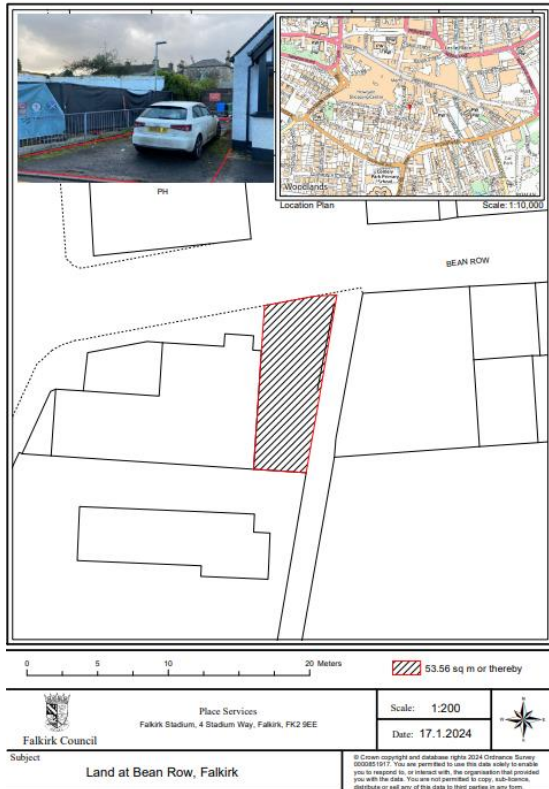 Woodlands
Location Plan
Scale: 1:10,000
PH
BEAN ROW
0 5 10 20 Meters
53.56 sq m or thereby
Falkirk Council
Place Services
Falkirk Stadium, 4 Stadium Way, Falkirk, FK2 9EE
Scale: 1:200
Date: 17.1.2024
Subject
Land at Bean Row, Falkirk
© Crown copyright and database rights 2024 Ordnance Survey
0000851917. You are permitted to use this data solely to enable
you to respond to, or interact with, the organisation that provided
you with the data. You are not permitted to copy, sub-licence,
distribute or sell any of this data to third parties in any form.